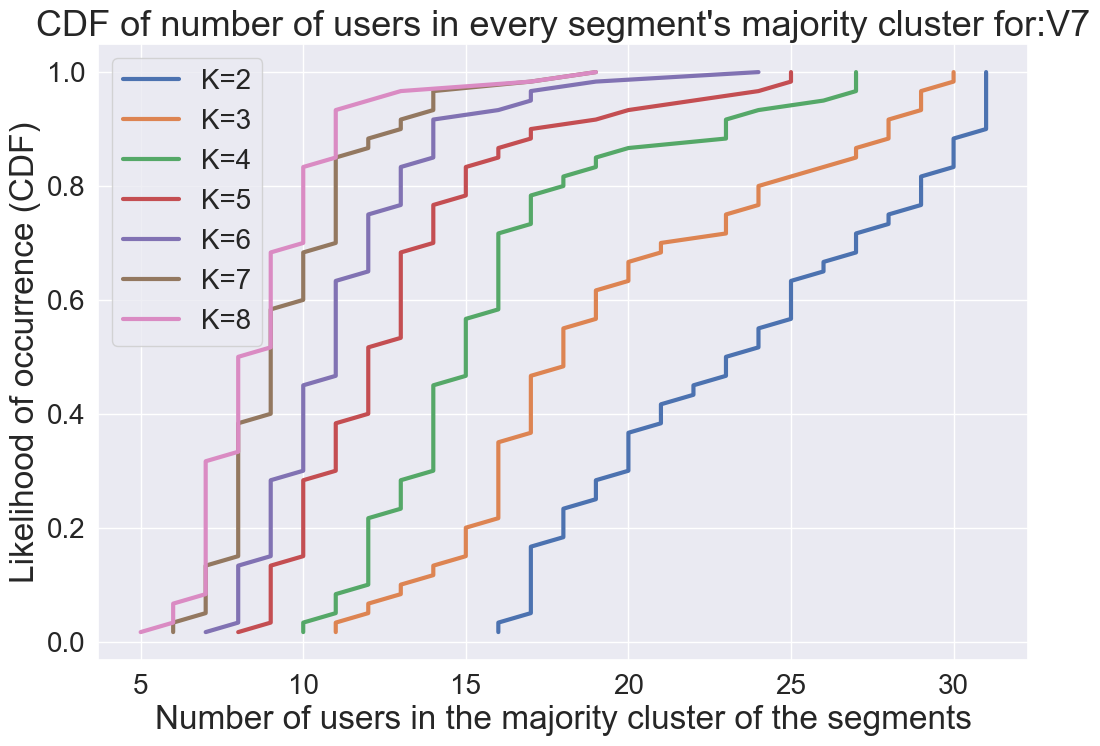 CDF of number of users in every segment's majority cluster for:V7
Likelihood of occurrence (CDF)
1.0
0.8
0.6
0.4
0.2
0.0
K=2
K=3
K=4
K=5
K=6
K=7
K=8
5 10 15 20 25 30
Number of users in the majority cluster of the segments